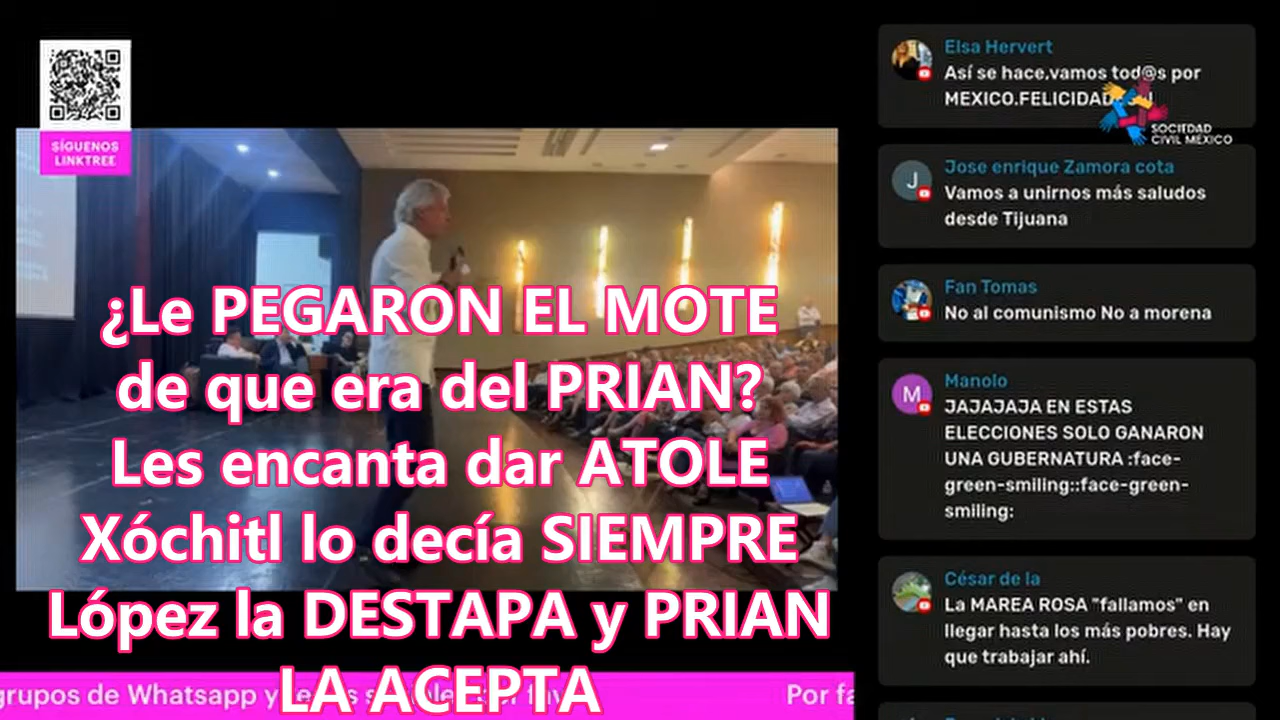 SÍGUENOS
LINKTREE
¿Le PEGARON EL MOTE
de que era del PRIAN?
Les encanta dar ATOLE
Xóchitl lo decía SIEMPRE
López la DESTAPA y PRIAN
LA ACEPTA
grupos de Whatsapp y
Por fa
Elsa Hervert
Así se hace.vamos tod@s por
SOCIEDAD
CIVIL MÉXICO
Jose enrique Zamora cota
Vamos a unirnos más saludos
desde Tijuana
Fan Tomas
No al comunismo No a morena
Manolo
JAJAJAJA EN ESTAS
ELECCIONES SOLO GANARON
UNA GUBERNATURA :face-
green-smiling::face-green-
smiling:
César de la
La MAREA ROSA "fallamos" en
llegar hasta los más pobres. Hay
que trabajar ahí.